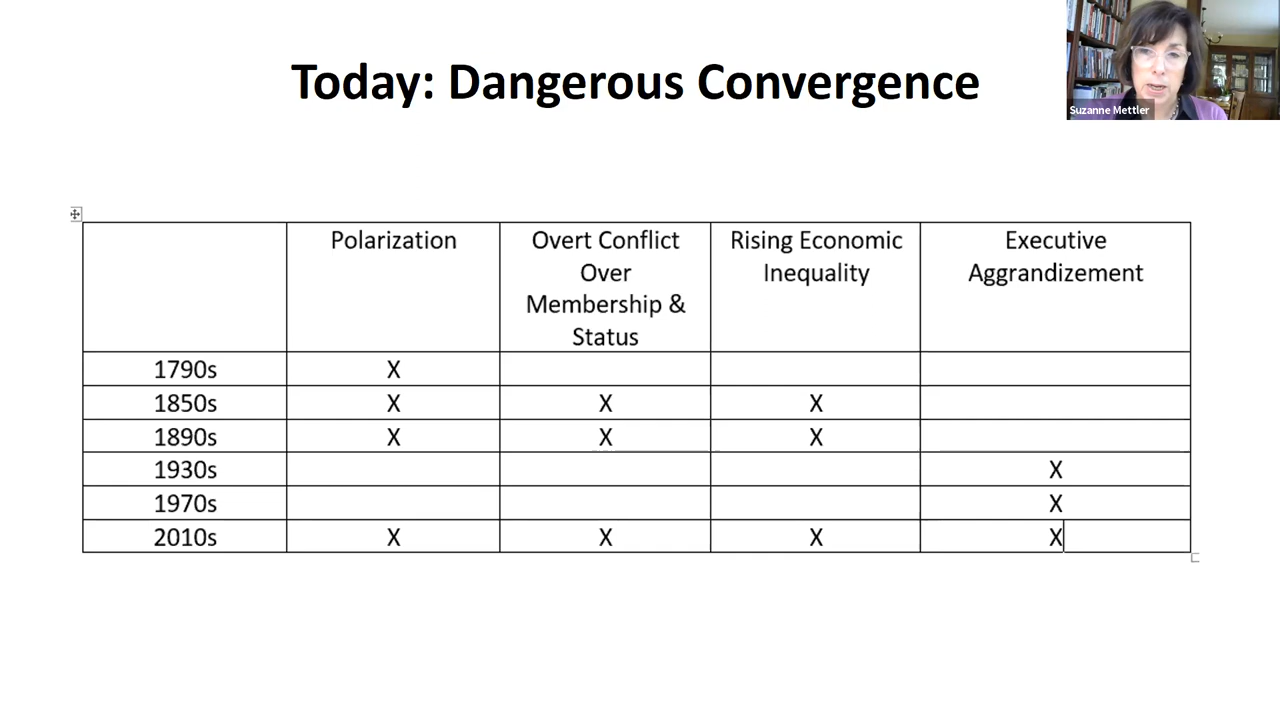 Today: Dangerous Convergence
Suzanne Mettler
Polarization
Overt Conflict
Over
Membership &
Status
Rising Economic
Inequality
Executive
Aggrandizement
1790s X
1850s X X X
1890s X X X
1930s X
1970s X
2010s X X X X